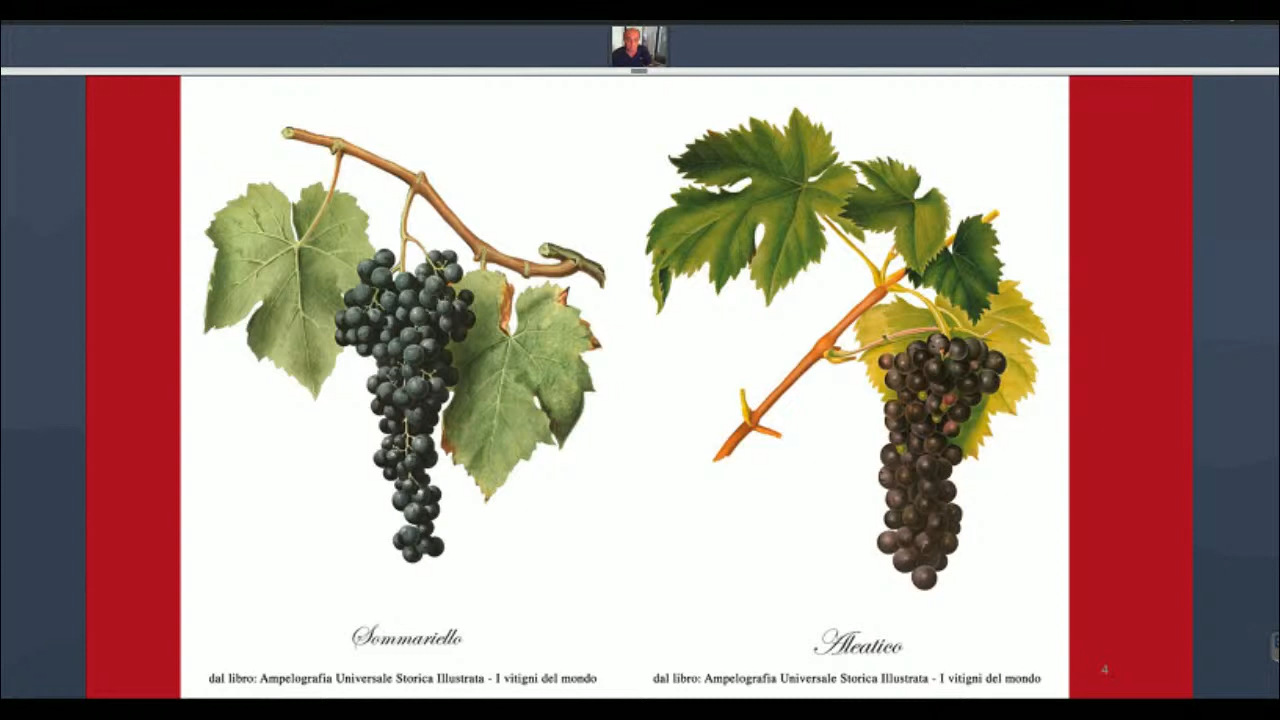 Sommariello
Aleatico
dal libro: Ampelografia Universale Storica Illustrata - I vitigni del mondo
dal libro: Ampelografia Universale Storica Illustrata - I vitigni del mondo
4